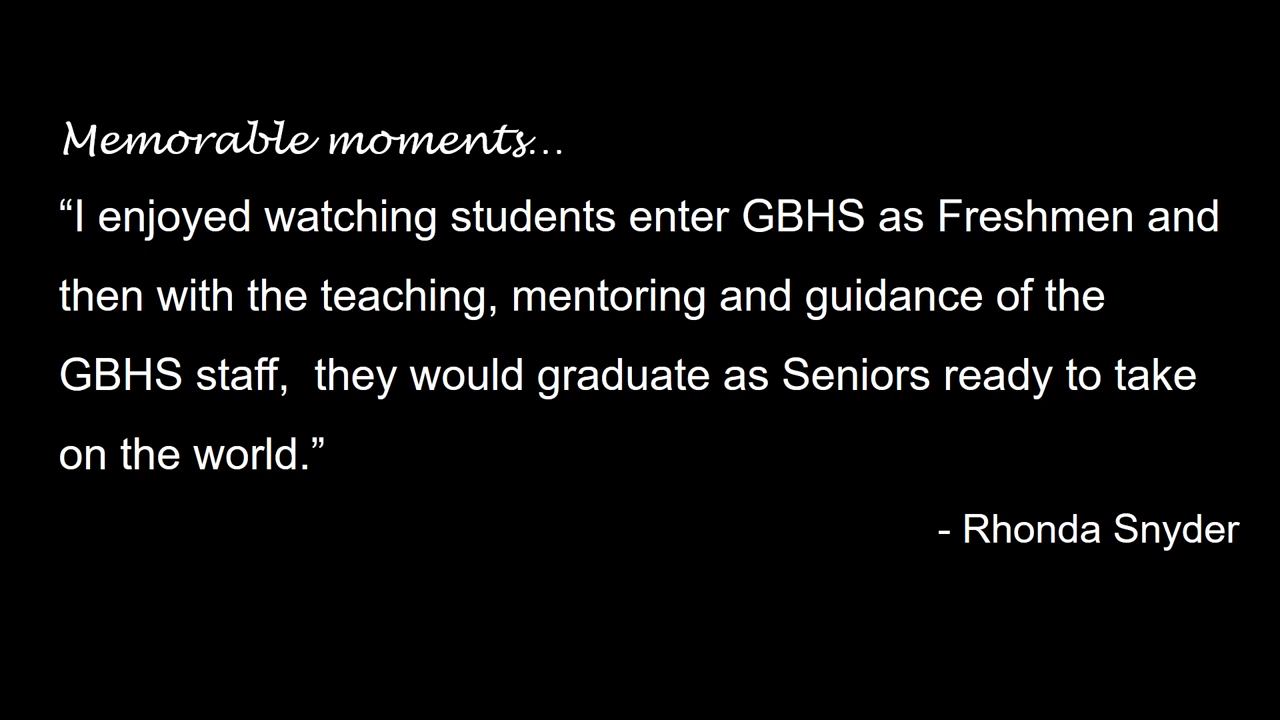 Memorable moments...
“I enjoyed watching students enter GBHS as Freshmen and
then with the teaching, mentoring and guidance of the
GBHS staff,  they would graduate as Seniors ready to take
on the world.”
- Rhonda Snyder